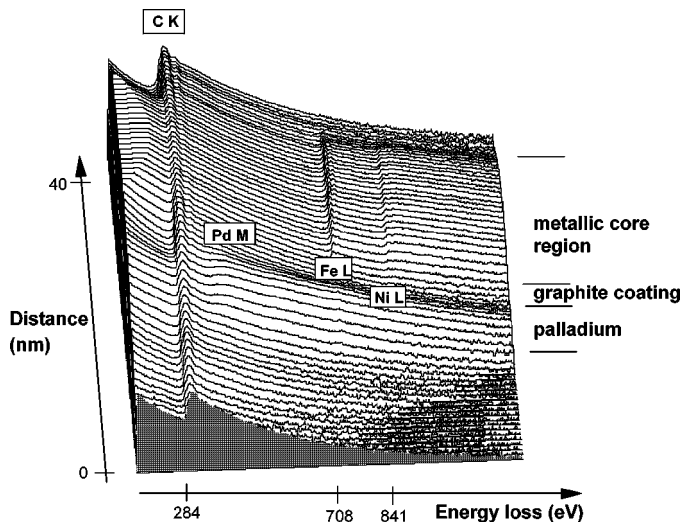 C K
40
Pd M
Fe L
Ni L
metallic core
region
graphite coating
palladium
Distance
(nm)
0
284
708
841
Energy loss (eV)